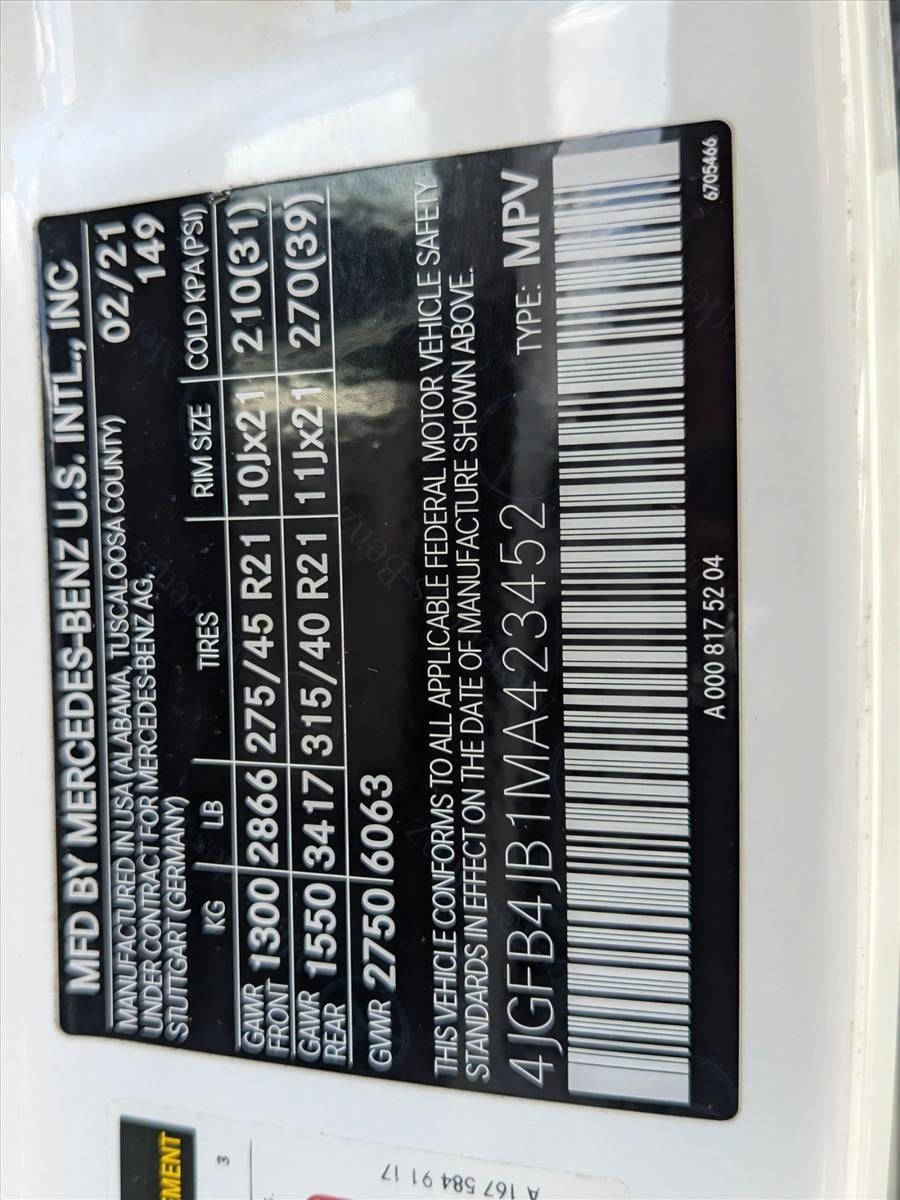 MFD BY MERCEDES-BENZ U.S. INTL., INC
MANUFACTURED IN USA (ALABAMA, TUSCALOOSA COUNTY) 02/21
UNDER CONTRACT FOR MERCEDES-BENZ AG, 149
STUTTGART (GERMANY)
KG LB TIRES RIM SIZE COLD KPA (PSI)
GAWR FRONT 1300 2866 275/45 R21 10Jx21 210(31)
GAWR REAR 1550 3417 315/40 R21 11Jx21 270(39)
GVWR 2750 6063
THIS VEHICLE CONFORMS TO ALL APPLICABLE FEDERAL MOTOR VEHICLE SAFETY
STANDARDS IN EFFECT ON THE DATE OF MANUFACTURE SHOWN ABOVE.
4JGFB4JB1MA423452 TYPE: MPV
A 000 817 52 04 6705466
3
A 167 584 91 17